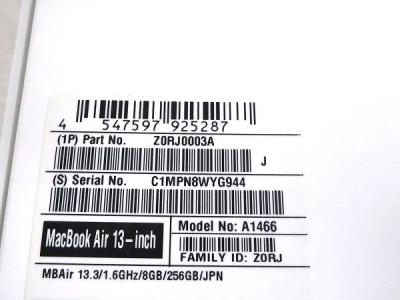 4 547597 925287
(1P) Part No. Z0RJ0003A
J
(S) Serial No. C1MPN8WYG944
MacBook Air 13-inch
Model No: A1466
FAMILY ID: Z0RJ
MBAir 13.3/1.6GHz/8GB/256GB/JPN